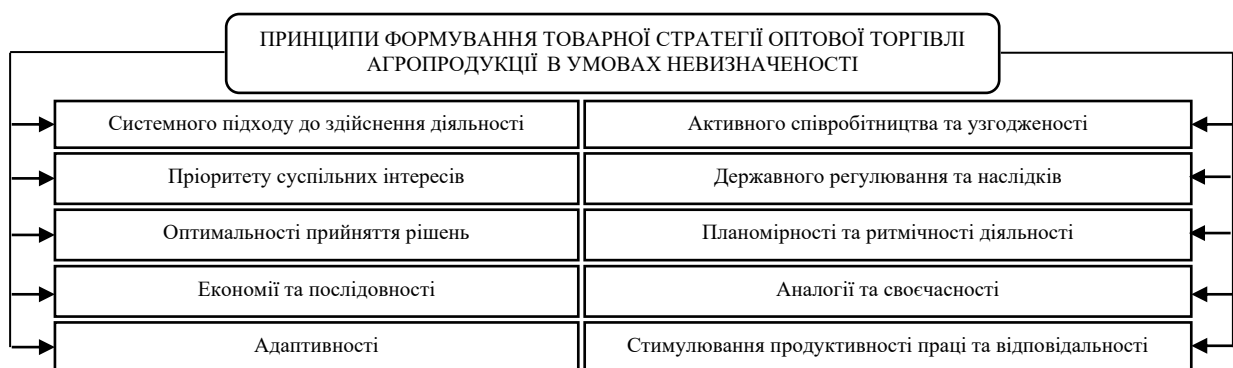 ПРИНЦИПИ ФОРМУВАННЯ ТОВАРНОЇ СТРАТЕГІЇ ОПТОВОЇ ТОРГІВЛІ
АГРОПРОДУКЦІЇ В УМОВАХ НЕВИЗНАЧЕНОСТІ
Системного підходу до здійснення діяльності
Активного співробітництва та узгодженості
Пріоритету суспільних інтересів
Державного регулювання та наслідків
Оптимальності прийняття рішень
Планомірності та ритмічності діяльності
Економії та послідовності
Аналогії та своєчасності
Адаптивності
Стимулювання продуктивності праці та відповідальності